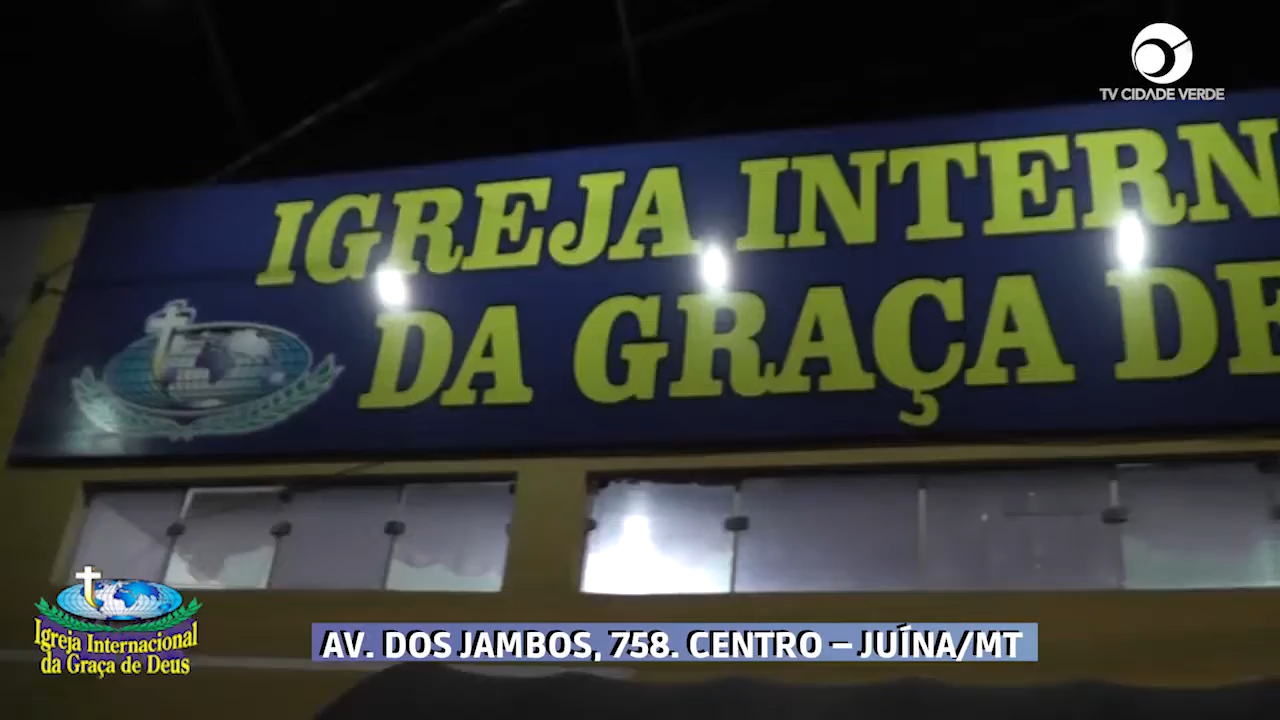 TV CIDADE VERDE
IGREJA INTERN
DA GRAÇA DE
Igreja Internacional
da Graça de Deus
AV. DOS JAMBOS, 758. CENTRO – JUÍNA/MT